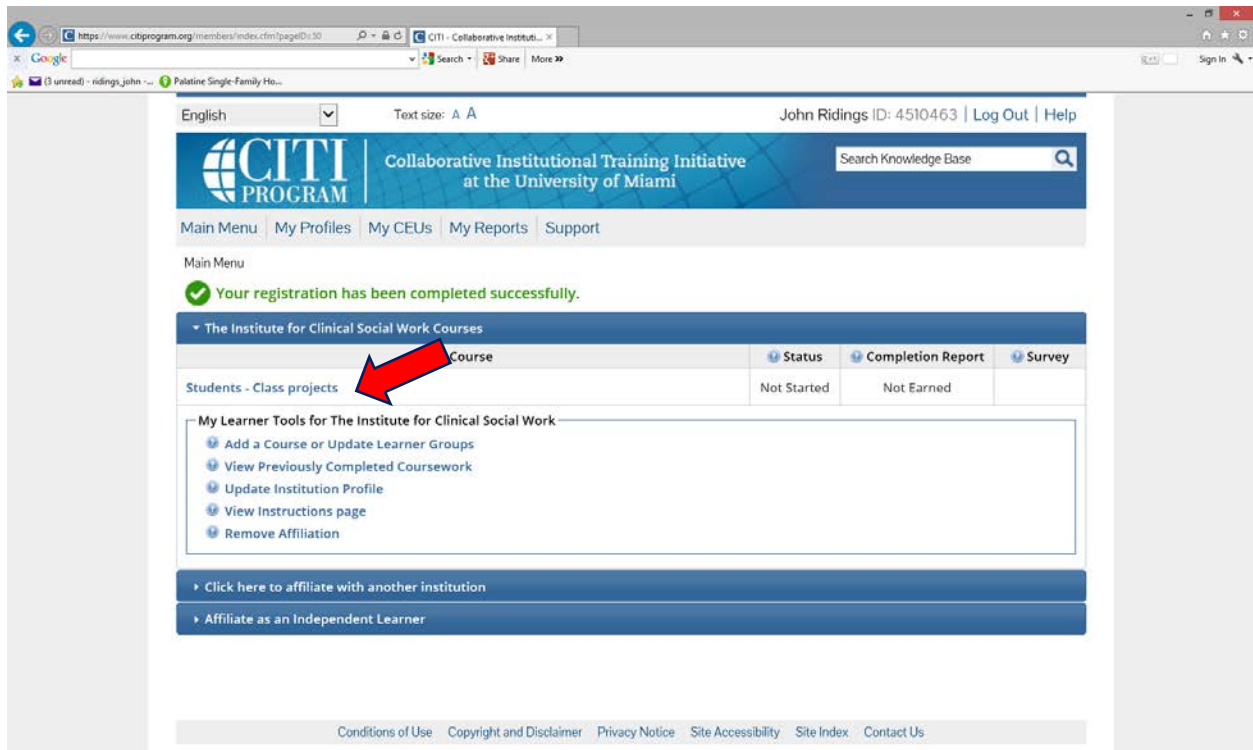 https://www.citiprogram.org/members/index.cfm?pageID=50
CITI - Collaborative Instituti...
x Google Search Share More »
Sign In
(3 unread) - ridings_john -... Palatine Single-Family Ho...
English Text size: A A John Ridings ID: 4510463 | Log Out | Help
CITI PROGRAM
Collaborative Institutional Training Initiative
at the University of Miami
Search Knowledge Base
Main Menu My Profiles My CEUs My Reports Support
Main Menu
Your registration has been completed successfully.
The Institute for Clinical Social Work Courses
Course Status Completion Report Survey
Students - Class projects Not Started Not Earned
My Learner Tools for The Institute for Clinical Social Work
Add a Course or Update Learner Groups
View Previously Completed Coursework
Update Institution Profile
View Instructions page
Remove Affiliation
Click here to affiliate with another institution
Affiliate as an Independent Learner
Conditions of Use Copyright and Disclaimer Privacy Notice Site Accessibility Site Index Contact Us